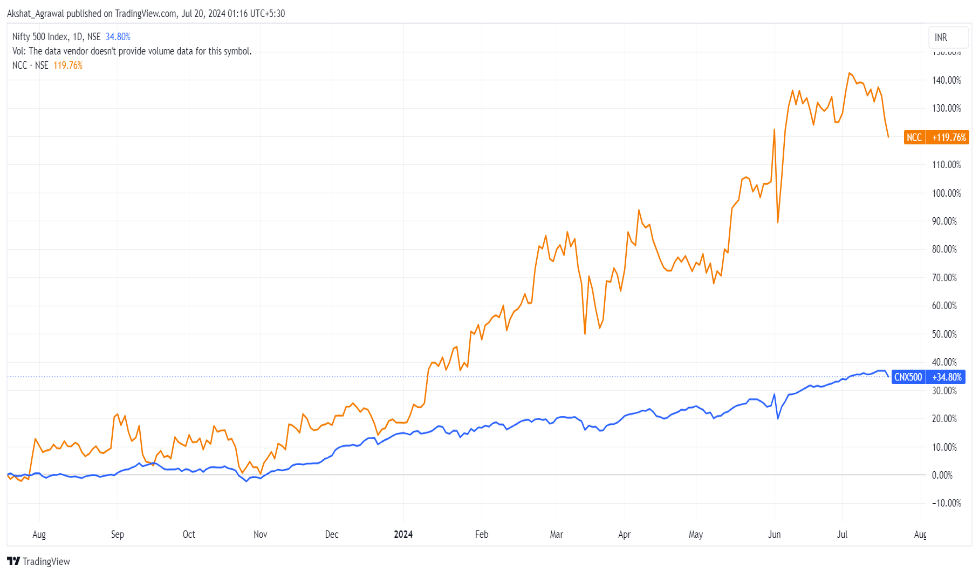 Akshat_Agrawal published on TradingView.com, Jul 20, 2024 01:16 UTC+5:30
Nifty 500 Index, 1D, NSE 34.80%
Vol: The data vendor doesn't provide volume data for this symbol.
NCC · NSE 119.76%
INR
150.00%
140.00%
130.00%
NCC +119.76%
110.00%
100.00%
90.00%
80.00%
70.00%
60.00%
50.00%
40.00%
CNX500 +34.80%
30.00%
20.00%
10.00%
0.00%
−10.00%
Aug Sep Oct Nov Dec 2024 Feb Mar Apr May Jun Jul Aug
TradingView